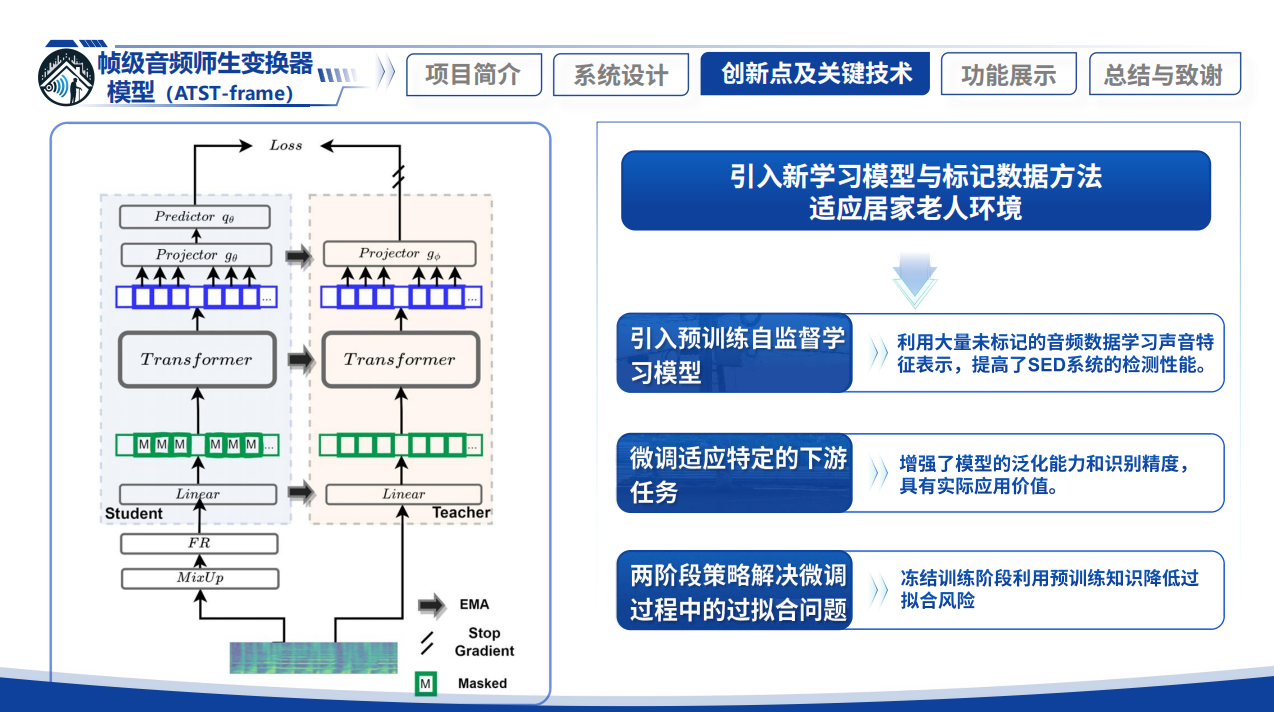 帧级音频师生变换器
模型（ATST-frame）
项目简介
系统设计
创新点及关键技术
功能展示
总结与致谢
Loss
Predictor qθ
Projector gθ
Projector gϕ
...
...
Transformer
Transformer
M M M M M M ...
...
Linear
Linear
Student
Teacher
FR
MixUp
EMA
Stop
Gradient
M Masked
引入新学习模型与标记数据方法
适应居家老人环境
引入预训练自监督学
习模型
利用大量未标记的音频数据学习声音特
征表示，提高了SED系统的检测性能。
微调适应特定的下游
任务
增强了模型的泛化能力和识别精度，
具有实际应用价值。
两阶段策略解决微调
过程中的过拟合问题
冻结训练阶段利用预训练知识降低过
拟合风险